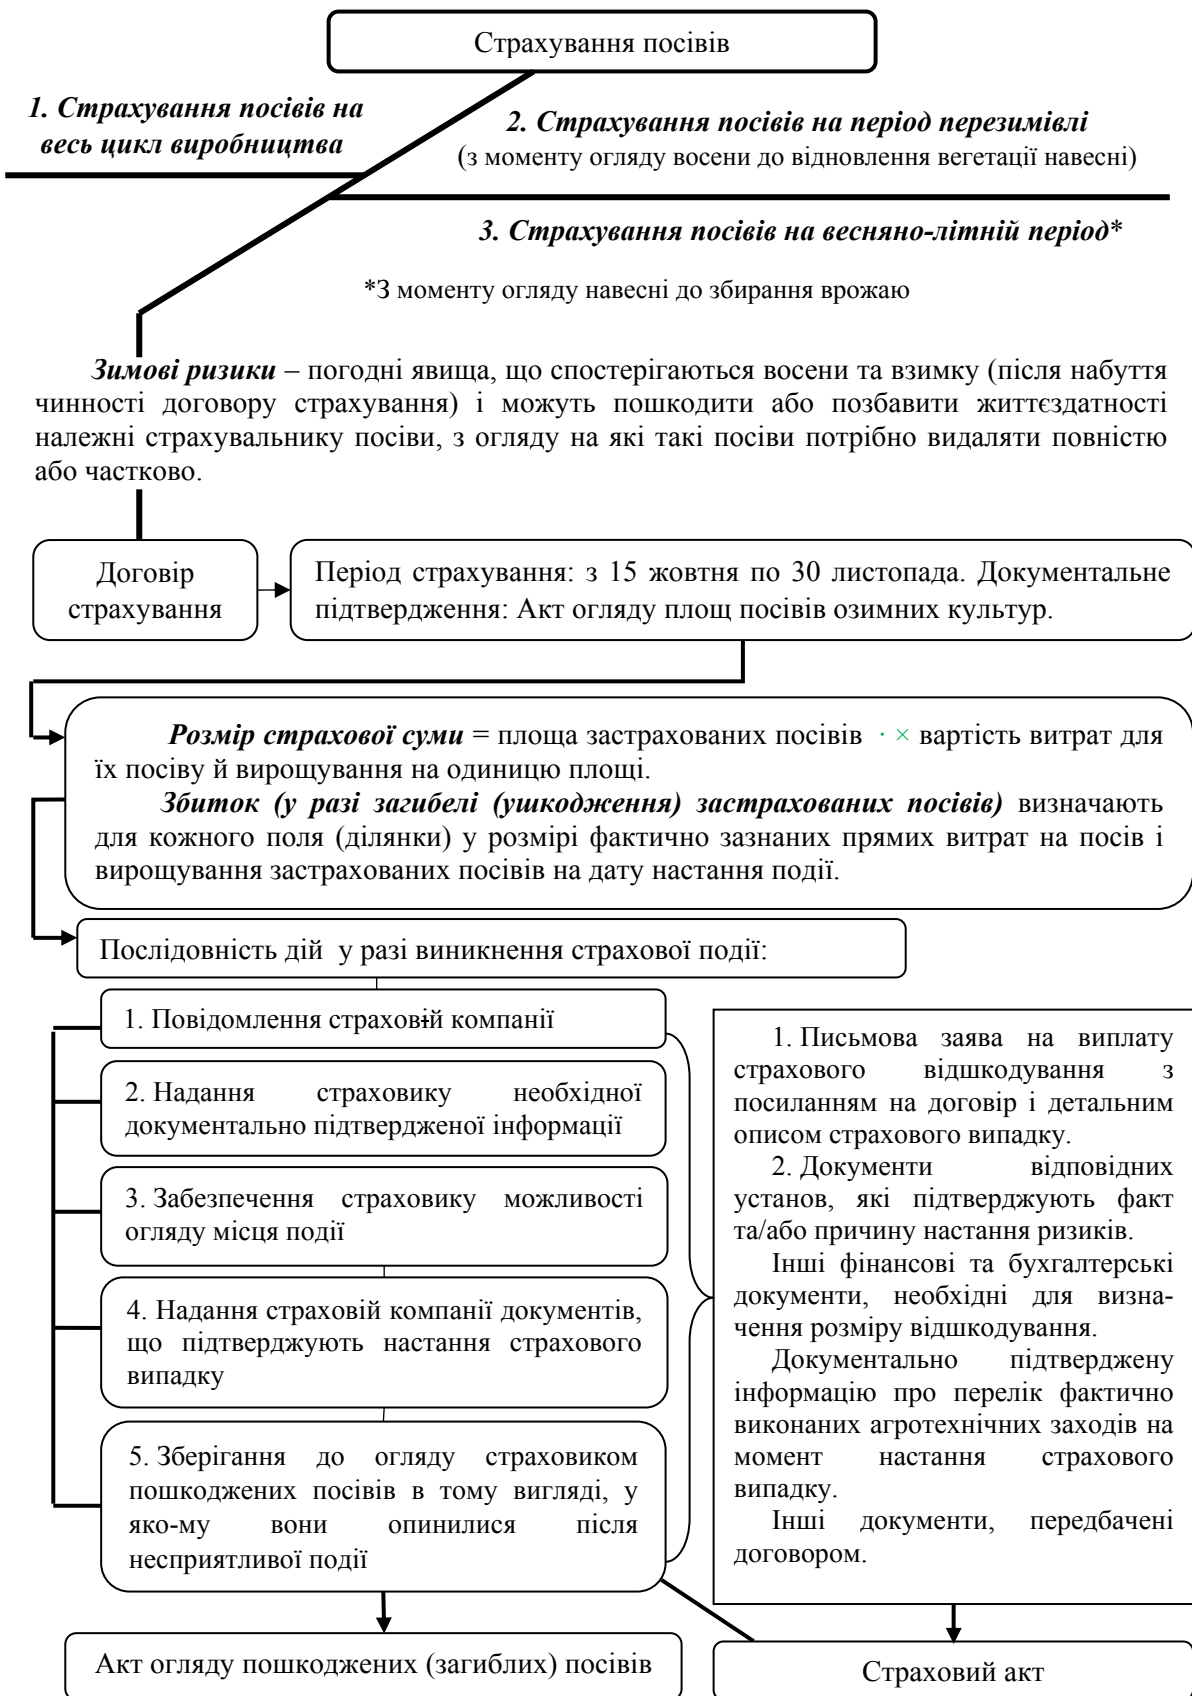 Страхування посівів
1. Страхування посівів на
весь цикл виробництва
2. Страхування посівів на період перезимівлі
(з моменту огляду восени до відновлення вегетації навесні)
3. Страхування посівів на весняно-літній період*
*З моменту огляду навесні до збирання врожаю
Зимові ризики – погодні явища, що спостерігаються восени та взимку (після набуття
чинності договору страхування) і можуть пошкодити або позбавити життєздатності
належні страхувальнику посіви, з огляду на які такі посіви потрібно видаляти повністю
або частково.
Договір
страхування
Період страхування: з 15 жовтня по 30 листопада. Документальне
підтвердження: Акт огляду площ посівів озимних культур.
Розмір страхової суми = площа застрахованих посівів · × вартість витрат для
їх посіву й вирощування на одиницю площі.
Збиток (у разі загибелі (ушкодження) застрахованих посівів) визначають
для кожного поля (ділянки) у розмірі фактично зазнаних прямих витрат на посів і
вирощування застрахованих посівів на дату настання події.
Послідовність дій у разі виникнення страхової події:
1. Повідомлення страховій компанії
2. Надання страховику необхідної
документально підтвердженої інформації
3. Забезпечення страховику можливості
огляду місця події
4. Надання страховій компанії документів,
що підтверджують настання страхового
випадку
5. Зберігання до огляду страховиком
пошкоджених посівів в тому вигляді, у
яко-му вони опинилися після
несприятливої події
1. Письмова заява на виплату
страхового відшкодування з
посиланням на договір і детальним
описом страхового випадку.
2. Документи відповідних
установ, які підтверджують факт
та/або причину настання ризиків.
Інші фінансові та бухгалтерські
документи, необхідні для визна-
чення розміру відшкодування.
Документально підтверджену
інформацію про перелік фактично
виконаних агротехнічних заходів на
момент настання страхового
випадку.
Інші документи, передбачені
договором.
Акт огляду пошкоджених (загиблих) посівів
Страховий акт